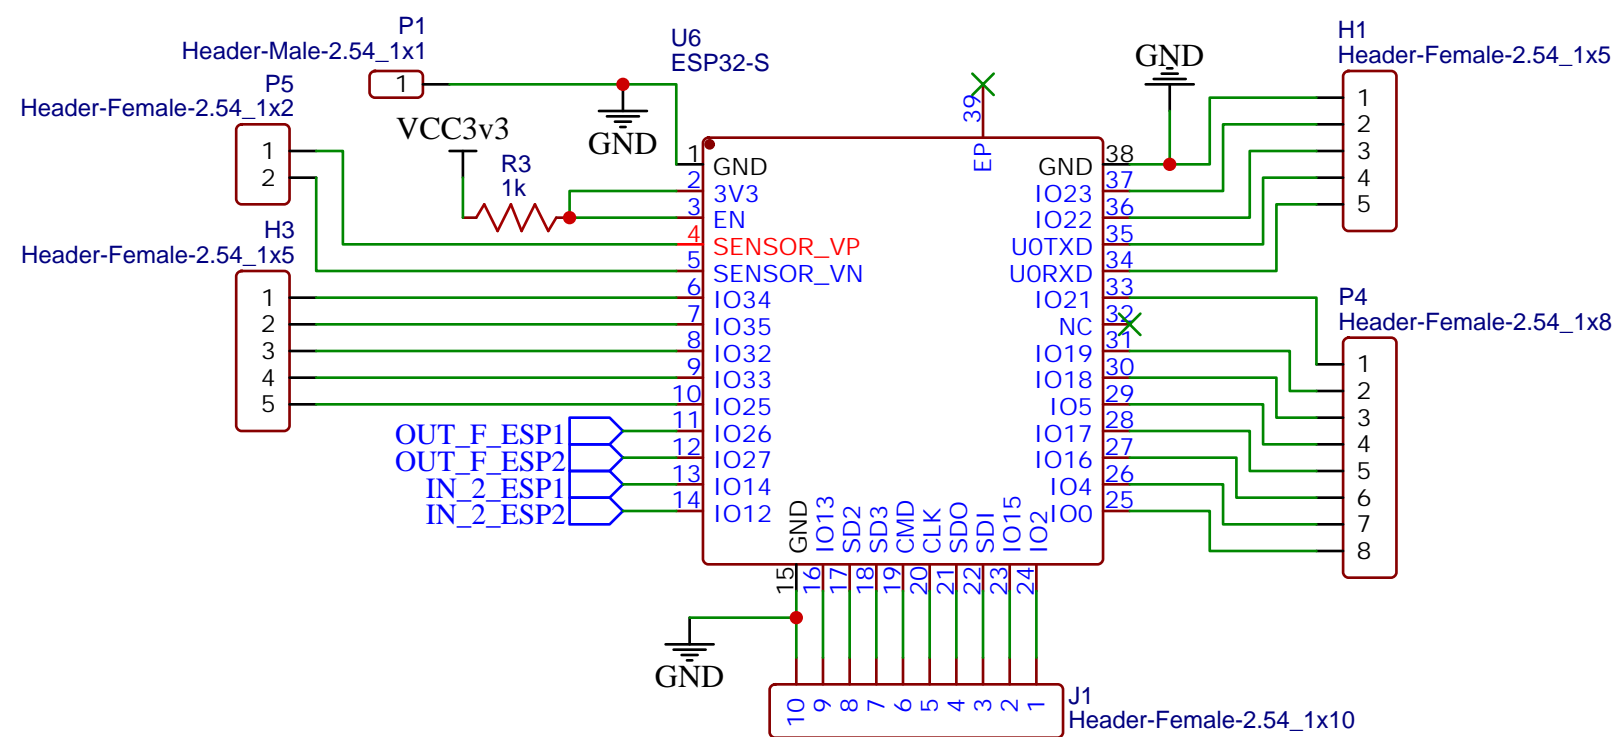 P1
Header-Male-2.54_1x1
1
P5
Header-Female-2.54_1x2
1
2
H3
Header-Female-2.54_1x5
1
2
3
4
5
VCC3v3
R3
1k
GND
U6
ESP32-S
1 GND
2 3V3
3 EN
4 SENSOR_VP
5 SENSOR_VN
6 IO34
7 IO35
8 IO32
9 IO33
10 IO25
OUT_F_ESP1 11 IO26
OUT_F_ESP2 12 IO27
IN_2_ESP1 13 IO14
IN_2_ESP2 14 IO12
39 EP
GND
GND 38
IO23 37
IO22 36
U0TXD 35
U0RXD 34
IO21 33
NC 32
IO19 31
IO18 30
IO5 29
IO17 28
IO16 27
IO4 26
IO0 25
GND 15
IO13 16
SD2 17
SD3 18
CMD 19
CLK 20
SDO 21
SDI 22
IO15 23
IO2 24
GND
10 9 8 7 6 5 4 3 2 1
J1
Header-Female-2.54_1x10
H1
Header-Female-2.54_1x5
1
2
3
4
5
P4
Header-Female-2.54_1x8
1
2
3
4
5
6
7
8